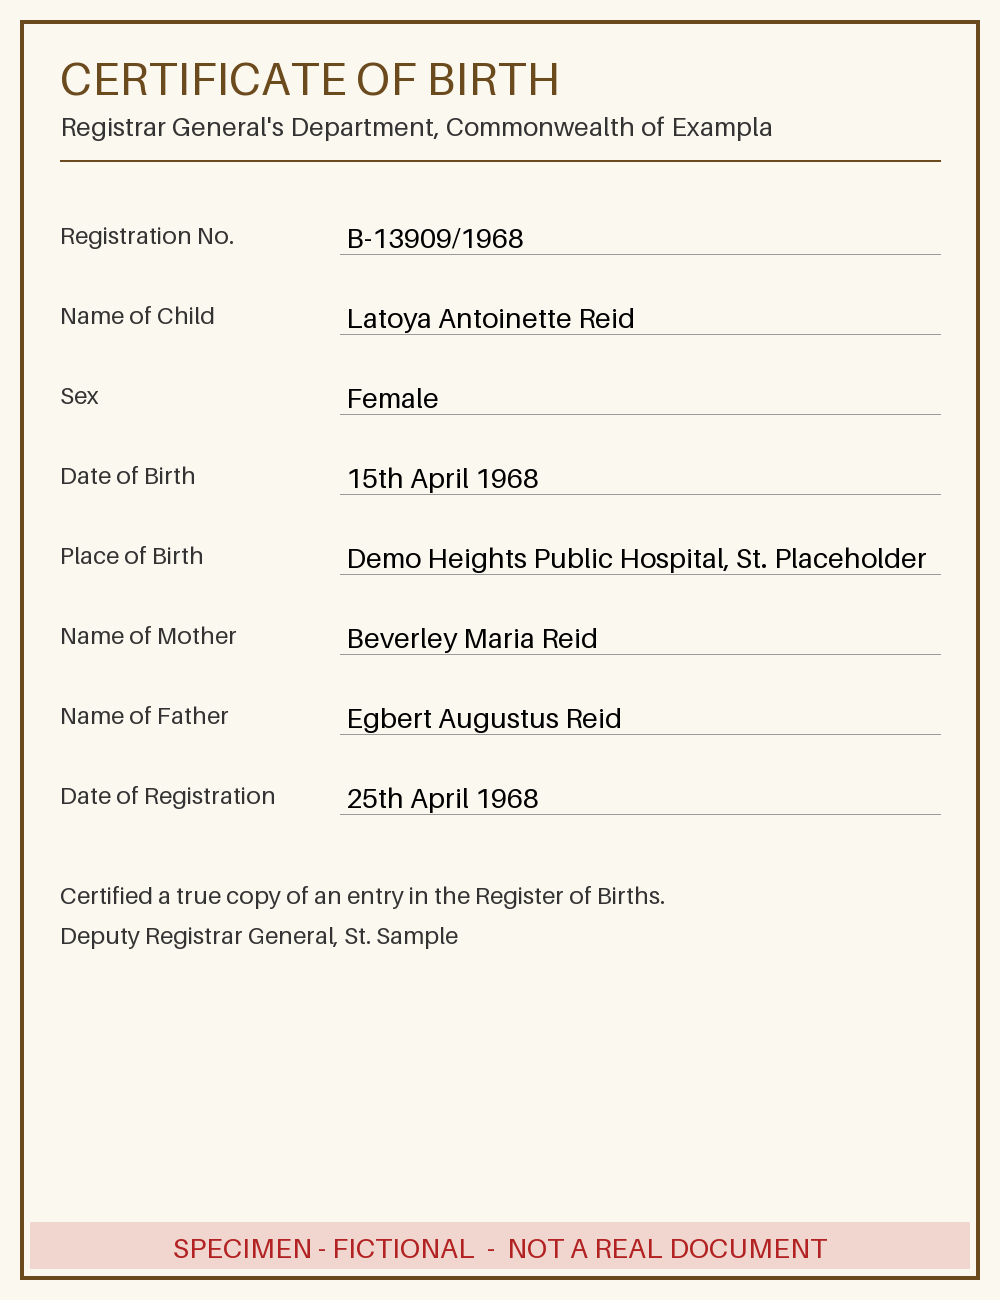 CERTIFICATE OF BIRTH
Registrar General's Department, Commonwealth of Exampla
Registration No. B-13909/1968
Name of Child Latoya Antoinette Reid
Sex Female
Date of Birth 15th April 1968
Place of Birth Demo Heights Public Hospital, St. Placeholder
Name of Mother Beverley Maria Reid
Name of Father Egbert Augustus Reid
Date of Registration 25th April 1968
Certified a true copy of an entry in the Register of Births.
Deputy Registrar General, St. Sample
SPECIMEN - FICTIONAL - NOT A REAL DOCUMENT